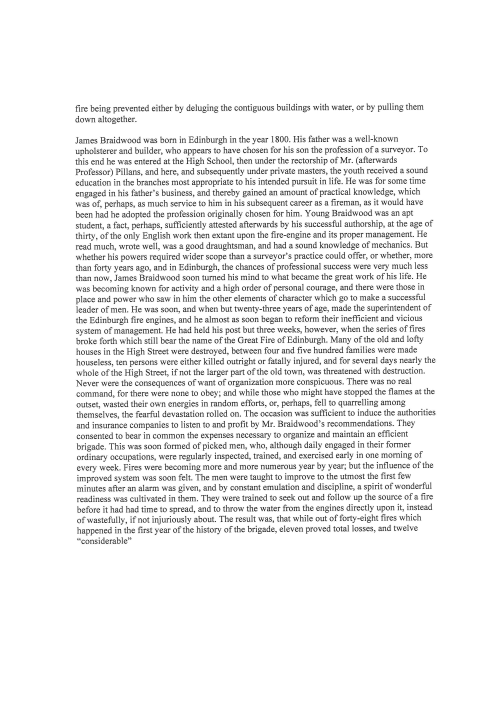 fire being prevented either by deluging the contiguous buildings with water, or by pulling them
down altogether.
James Braidwood was born in Edinburgh in the year 1800. His father was a well-known
upholsterer and builder, who appears to have chosen for his son the profession of a surveyor. To
this end he was entered at the High School, then under the rectorship of Mr. (afterwards
Professor) Pillans, and here, and subsequently under private masters, the youth received a sound
education in the branches most appropriate to his intended pursuit in life. He was for some time
engaged in his father's business, and thereby gained an amount of practical knowledge, which
was of, perhaps, as much service to him in his subsequent career as a fireman, as it would have
been had he adopted the profession originally chosen for him. Young Braidwood was an apt
student, a fact, perhaps, sufficiently attested afterwards by his successful authorship, at the age of
thirty, of the only English work then extant upon the fire-engine and its proper management. He
read much, wrote well, was a good draughtsman, and had a sound knowledge of mechanics. But
whether his powers required wider scope than a surveyor's practice could offer, or whether, more
than forty years ago, and in Edinburgh, the chances of professional success were very much less
than now, James Braidwood soon turned his mind to what became the great work of his life. He
was becoming known for activity and a high order of personal courage, and there were those in
place and power who saw in him the other elements of character which go to make a successful
leader of men. He was soon, and when but twenty-three years of age, made the superintendent of
the Edinburgh fire engines, and he almost as soon began to reform their inefficient and vicious
system of management. He had held his post but three weeks, however, when the series of fires
broke forth which still bear the name of the Great Fire of Edinburgh. Many of the old and lofty
houses in the High Street were destroyed, between four and five hundred families were made
houseless, ten persons were either killed outright or fatally injured, and for several days nearly the
whole of the High Street, if not the larger part of the old town, was threatened with destruction.
Never were the consequences of want of organization more conspicuous. There was no real
command, for there were none to obey; and while those who might have stopped the flames at the
outset, wasted their own energies in random efforts, or, perhaps, fell to quarrelling among
themselves, the fearful devastation rolled on. The occasion was sufficient to induce the authorities
and insurance companies to listen to and profit by Mr. Braidwood's recommendations. They
consented to bear in common the expenses necessary to organize and maintain an efficient
brigade. This was soon formed of picked men, who, although daily engaged in their former
ordinary occupations, were regularly inspected, trained, and exercised early in one morning of
every week. Fires were becoming more and more numerous year by year; but the influence of the
improved system was soon felt. The men were taught to improve to the utmost the first few
minutes after an alarm was given, and by constant emulation and discipline, a spirit of wonderful
readiness was cultivated in them. They were trained to seek out and follow up the source of a fire
before it had had time to spread, and to throw the water from the engines directly upon it, instead
of wastefully, if not injuriously about. The result was, that while out of forty-eight fires which
happened in the first year of the history of the brigade, eleven proved total losses, and twelve
"considerable"